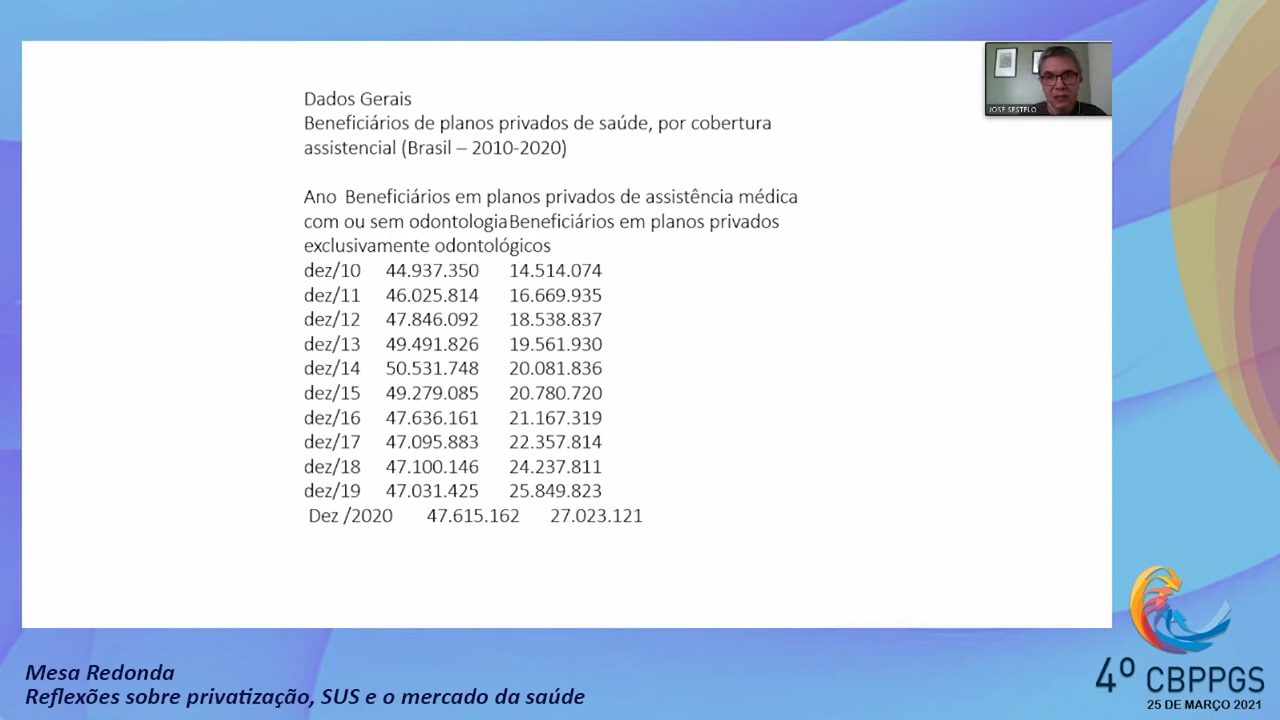 Dados Gerais
Beneficiários de planos privados de saúde, por cobertura
assistencial (Brasil – 2010-2020)
Ano Beneficiários em planos privados de assistência médica
com ou sem odontologiaBeneficiários em planos privados
exclusivamente odontológicos
dez/10 44.937.350 14.514.074
dez/11 46.025.814 16.669.935
dez/12 47.846.092 18.538.837
dez/13 49.491.826 19.561.930
dez/14 50.531.748 20.081.836
dez/15 49.279.085 20.780.720
dez/16 47.636.161 21.167.319
dez/17 47.095.883 22.357.814
dez/18 47.100.146 24.237.811
dez/19 47.031.425 25.849.823
Dez /2020 47.615.162 27.023.121
JOSÉ SESTELO
Mesa Redonda
Reflexões sobre privatização, SUS e o mercado da saúde
4º CBPPGS
25 DE MARÇO 2021